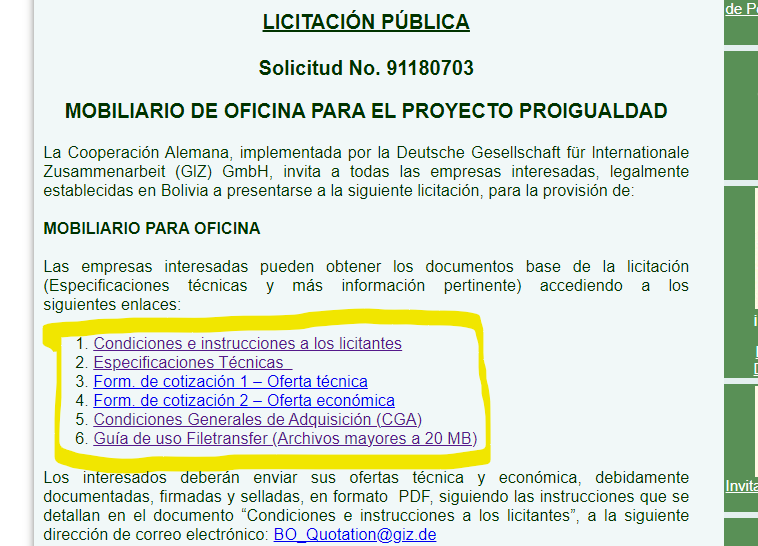 LICITACIÓN PÚBLICA
Solicitud No. 91180703
MOBILIARIO DE OFICINA PARA EL PROYECTO PROIGUALDAD
La Cooperación Alemana, implementada por la Deutsche Gesellschaft für Internationale
Zusammenarbeit (GIZ) GmbH, invita a todas las empresas interesadas, legalmente
establecidas en Bolivia a presentarse a la siguiente licitación, para la provisión de:
MOBILIARIO PARA OFICINA
Las empresas interesadas pueden obtener los documentos base de la licitación
(Especificaciones técnicas y más información pertinente) accediendo a los
siguientes enlaces:
1. Condiciones e instrucciones a los licitantes
2. Especificaciones Técnicas
3. Form. de cotización 1 – Oferta técnica
4. Form. de cotización 2 – Oferta económica
5. Condiciones Generales de Adquisición (CGA)
6. Guía de uso Filetransfer (Archivos mayores a 20 MB)
Los interesados deberán enviar sus ofertas técnica y económica, debidamente
documentadas, firmadas y selladas, en formato PDF, siguiendo las instrucciones que se
detallan en el documento “Condiciones e instrucciones a los licitantes”, a la siguiente
dirección de correo electrónico: BO_Quotation@giz.de
de